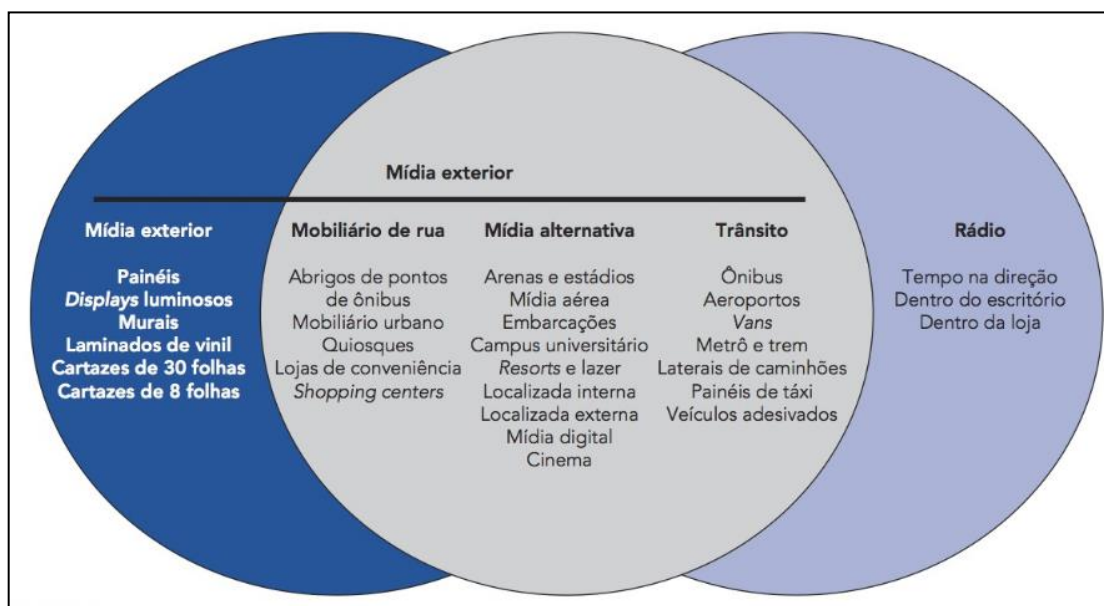 Mídia exterior
Mídia exterior
Painéis
Displays luminosos
Murais
Laminados de vinil
Cartazes de 30 folhas
Cartazes de 8 folhas
Mobiliário de rua
Abrigos de pontos
de ônibus
Mobiliário urbano
Quiosques
Lojas de conveniência
Shopping centers
Mídia alternativa
Arenas e estádios
Mídia aérea
Embarcações
Campus universitário
Resorts e lazer
Localizada interna
Localizada externa
Mídia digital
Cinema
Trânsito
Ônibus
Aeroportos
Vans
Metrô e trem
Laterais de caminhões
Painéis de táxi
Veículos adesivados
Rádio
Tempo na direção
Dentro do escritório
Dentro da loja